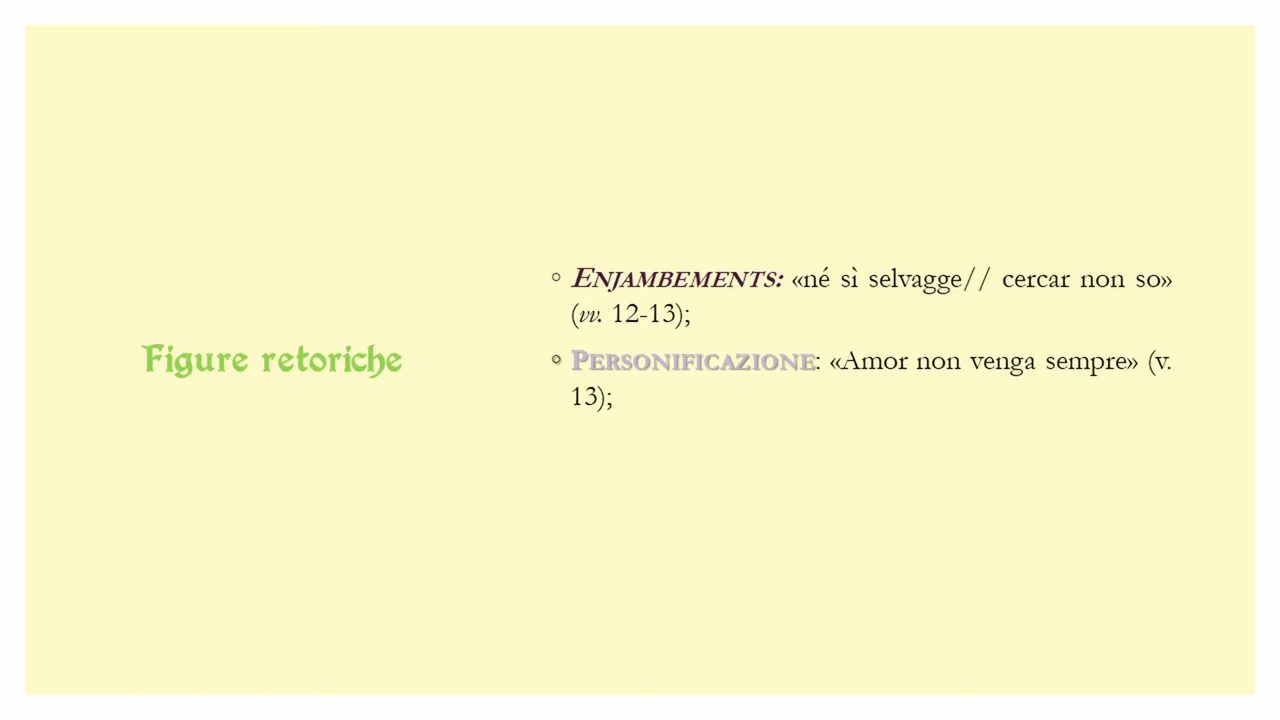 Figure retoriche
◦ ENJAMBEMENTS: «né sì selvagge// cercar non so»
(vv. 12-13);
◦ PERSONIFICAZIONE: «Amor non venga sempre» (v.
13);